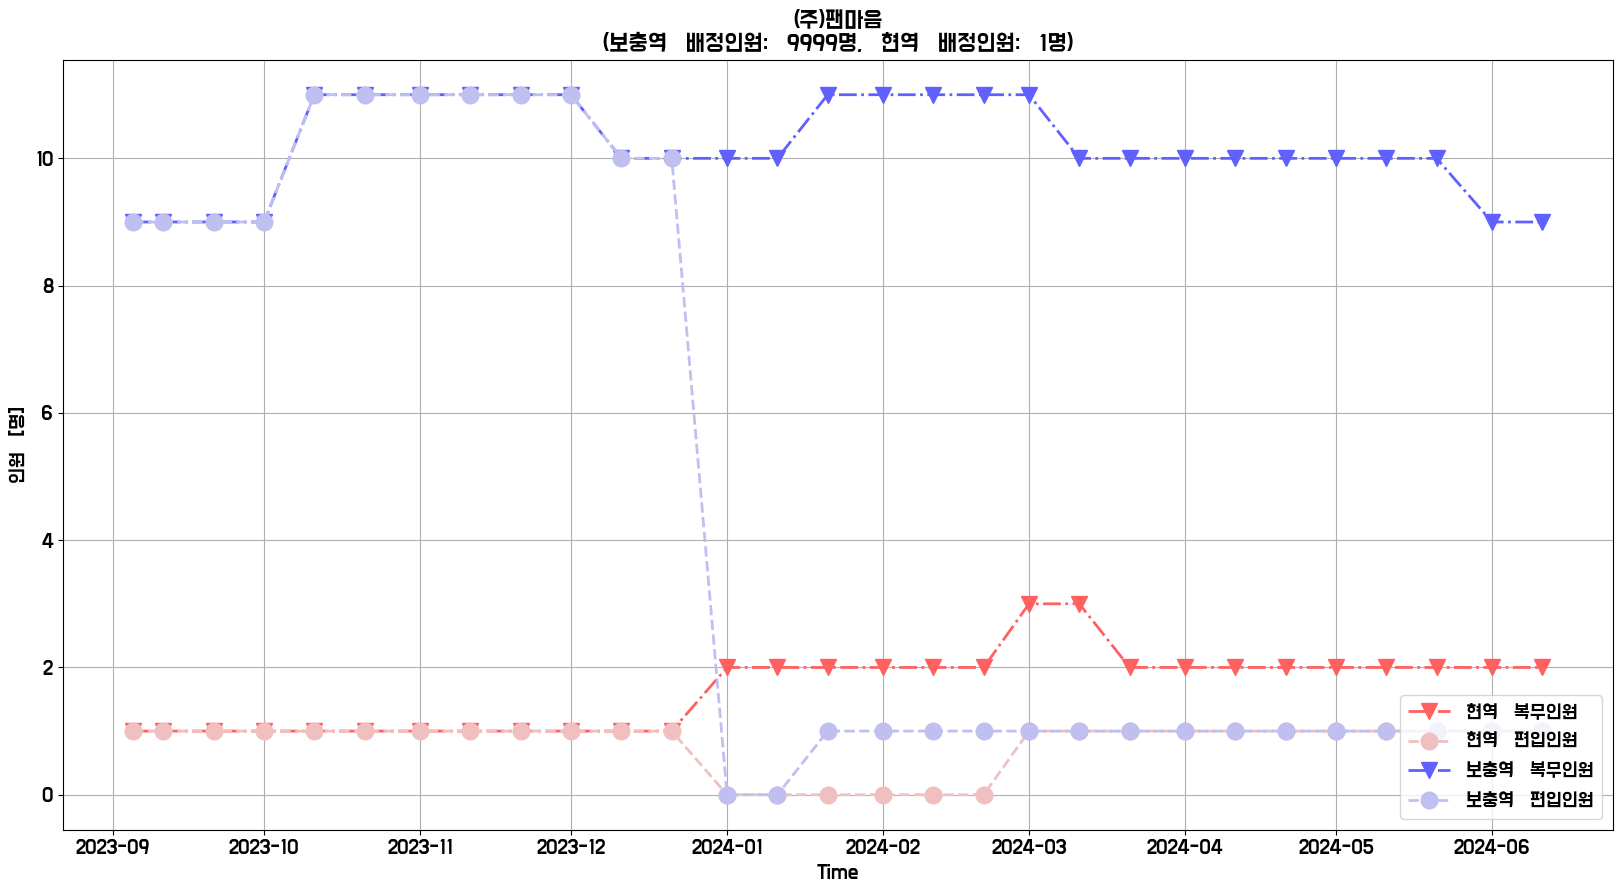 (주)팬마음
(보충역 배정인원: 9999명, 현역 배정인원: 1명)
인원 [명]
10
8
6
4
2
0
현역 복무인원
현역 편입인원
보충역 복무인원
보충역 편입인원
2023-09 2023-10 2023-11 2023-12 2024-01 2024-02 2024-03 2024-04 2024-05 2024-06
Time